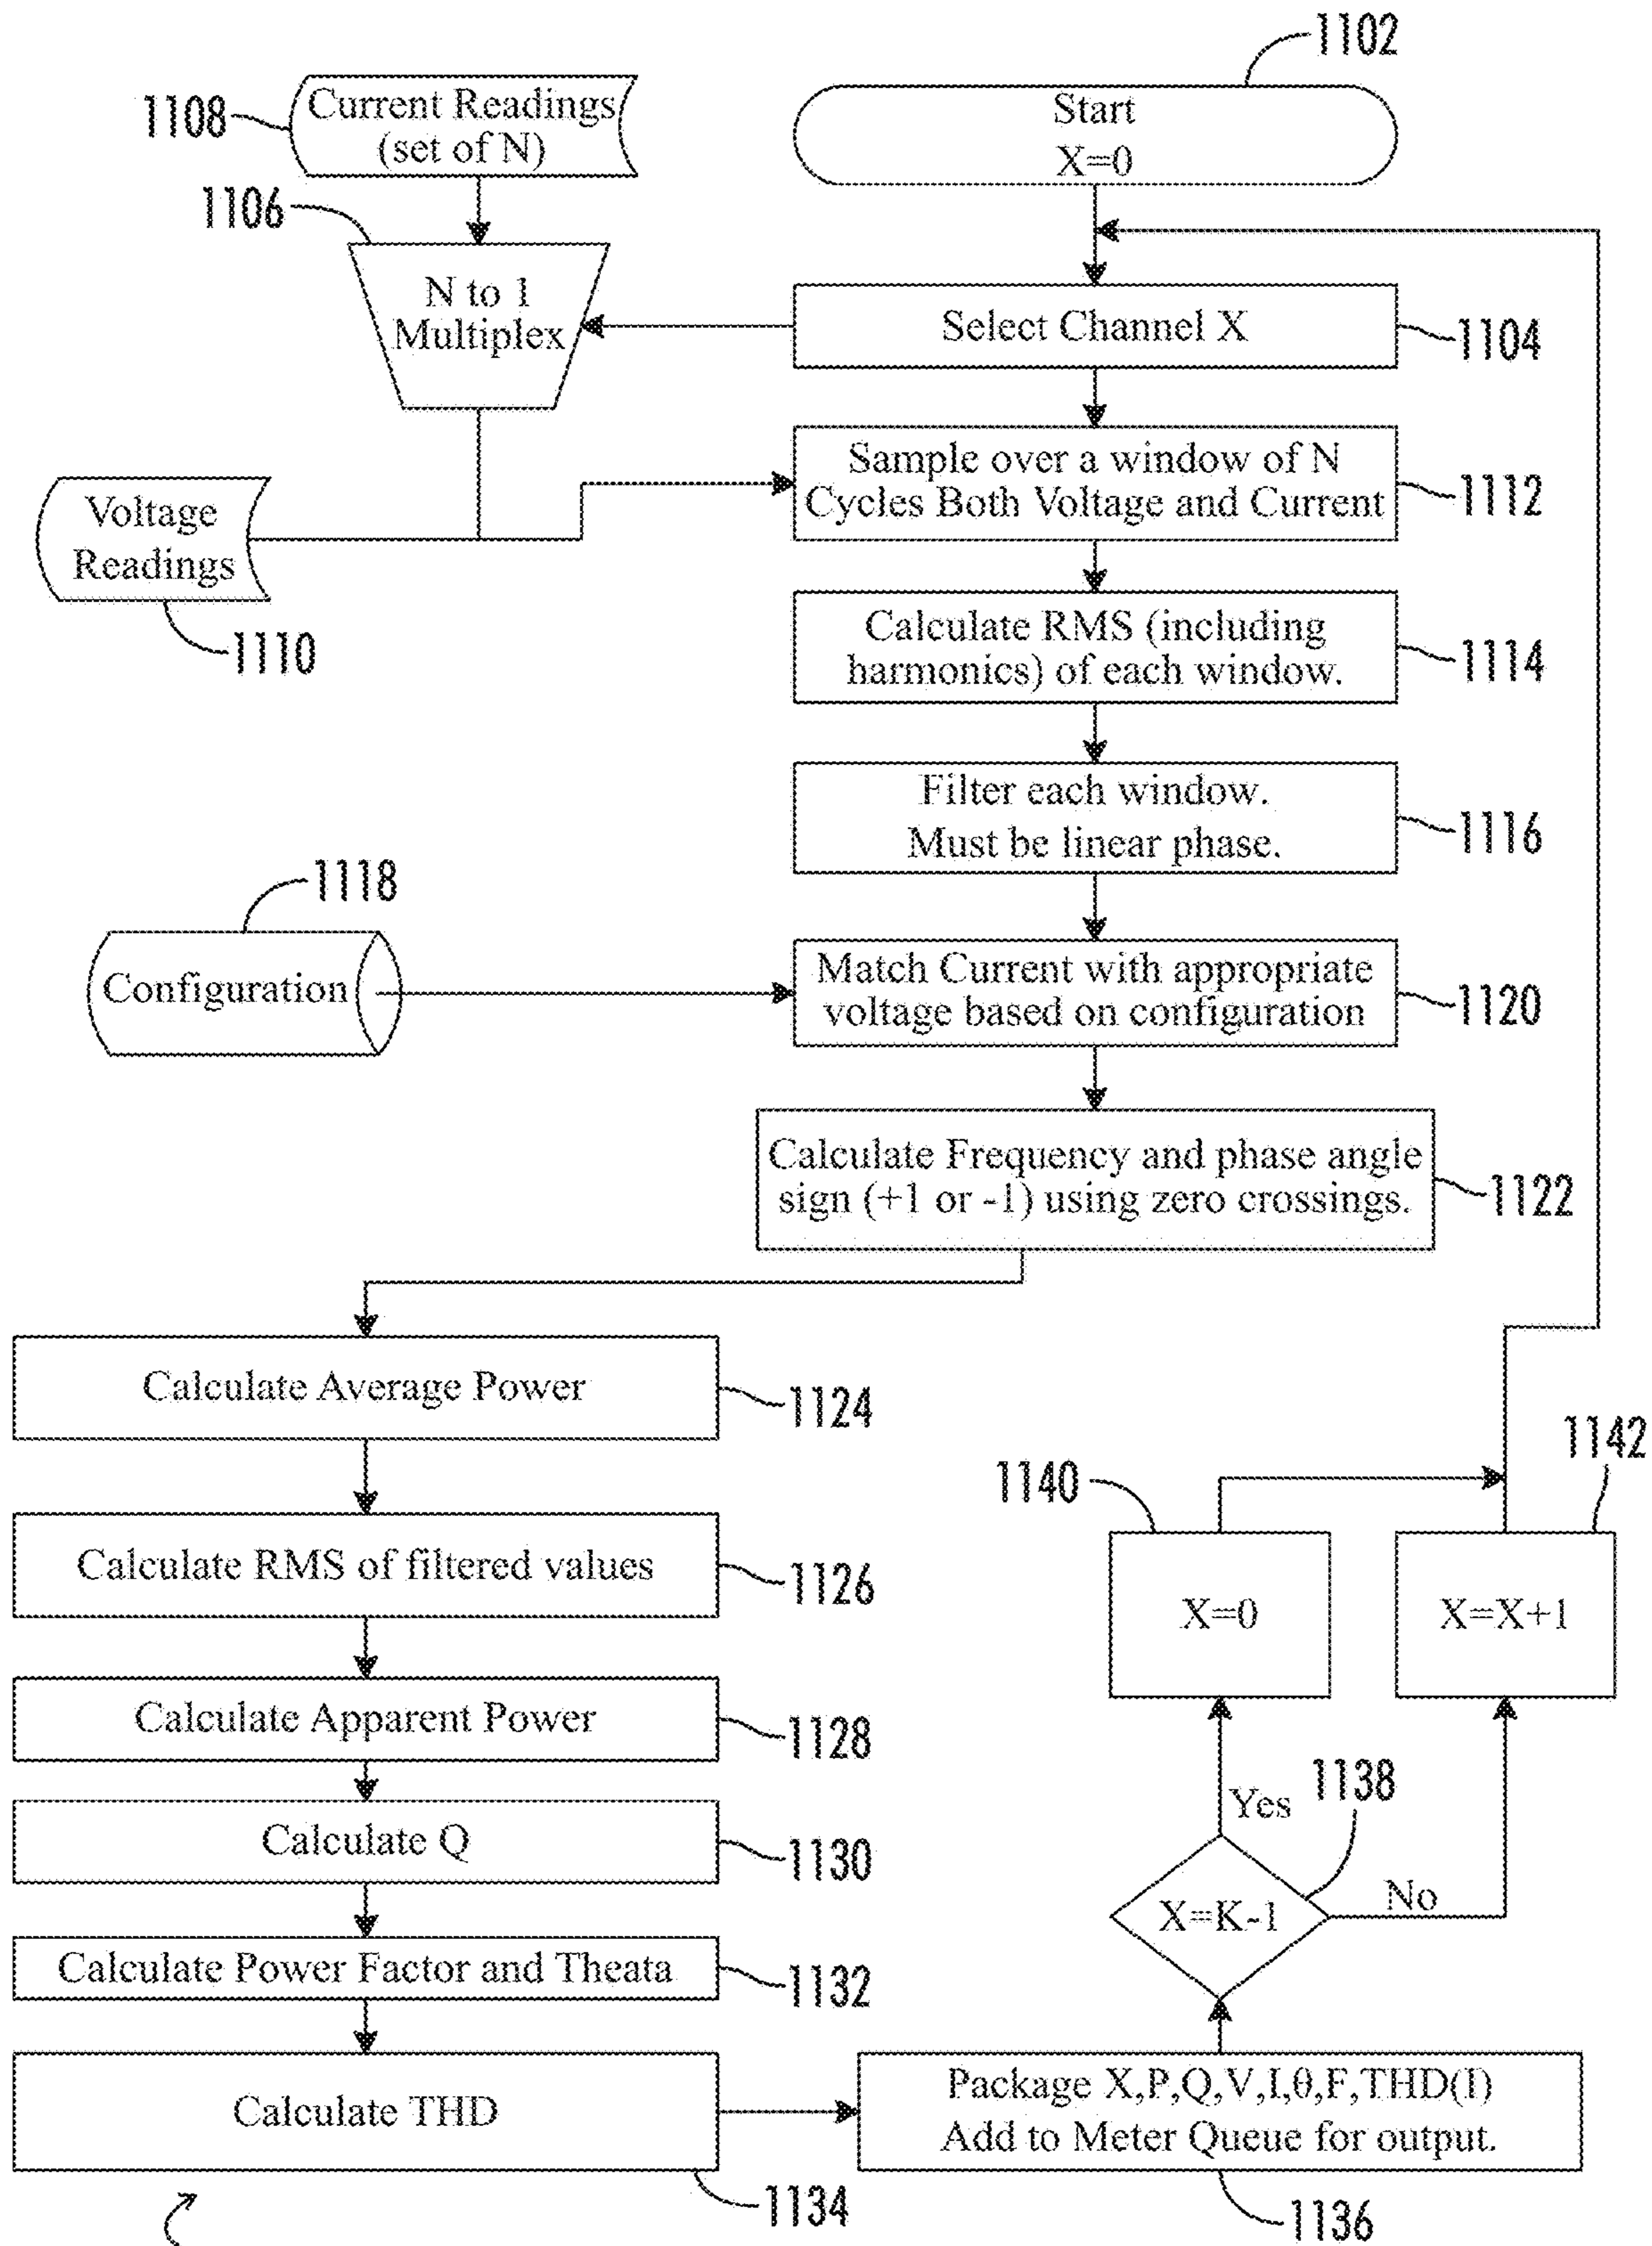 1102
1108
Current Readings
(set of N)
Start
X=0
1106
N to 1
Multiplex
Select Channel X
1104
Sample over a window of N
Cycles Both Voltage and Current
1112
Voltage
Readings
1110
Calculate RMS (including
harmonics) of each window.
1114
Filter each window.
Must be linear phase.
1116
1118
Configuration
Match Current with appropriate
voltage based on configuration
1120
Calculate Frequency and phase angle
sign (+1 or -1) using zero crossings.
1122
Calculate Average Power
1124
Calculate RMS of filtered values
1126
Calculate Apparent Power
1128
Calculate Q
1130
Calculate Power Factor and Theata
1132
Calculate THD
1134
Package X,P,Q,V,I,θ,F,THD(I)
Add to Meter Queue for output.
1136
X=K-1
1138
Yes
No
X=0
1140
X=X+1
1142